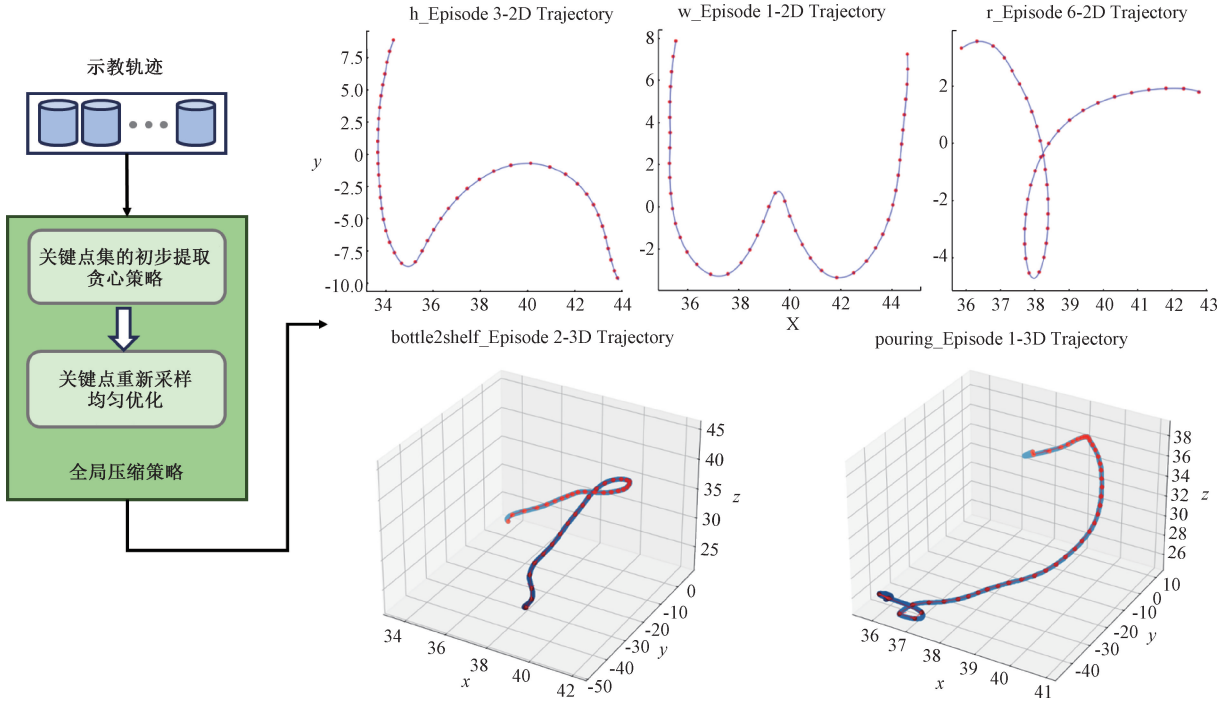 示教轨迹
关键点集的初步提取
贪心策略
关键点重新采样
均匀优化
全局压缩策略
h_Episode 3-2D Trajectory
7.5
5.0
2.5
0
-2.5
-5.0
-7.5
-10.0
y
34 36 38 40 42 44
w_Episode 1-2D Trajectory
8
6
4
2
0
-2
36 38 40 42 44
X
r_Episode 6-2D Trajectory
2
0
-2
-4
36 37 38 39 40 41 42 43
bottle2shelf_Episode 2-3D Trajectory
45
40
35
30
25
z
0
-10
-20
-30
-40
-50
y
34 36 38 40 42
x
pouring_Episode 1-3D Trajectory
38
36
34
32
30
28
26
z
10
0
-10
-20
-30
-40
y
36 37 38 39 40 41
x